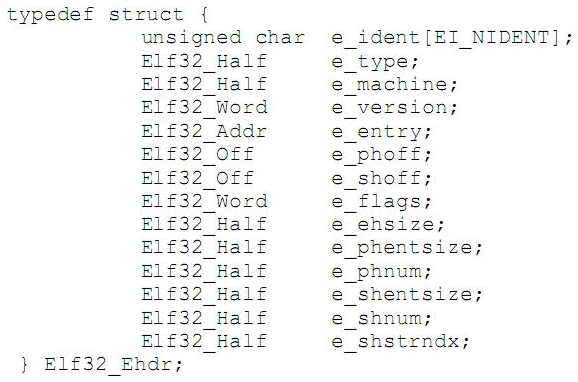 typedef struct {
unsigned char e_ident[EI_NIDENT];
Elf32_Half e_type;
Elf32_Half e_machine;
Elf32_Word e_version;
Elf32_Addr e_entry;
Elf32_Off e_phoff;
Elf32_Off e_shoff;
Elf32_Word e_flags;
Elf32_Half e_ehsize;
Elf32_Half e_phentsize;
Elf32_Half e_phnum;
Elf32_Half e_shentsize;
Elf32_Half e_shnum;
Elf32_Half e_shstrndx;
} Elf32_Ehdr;